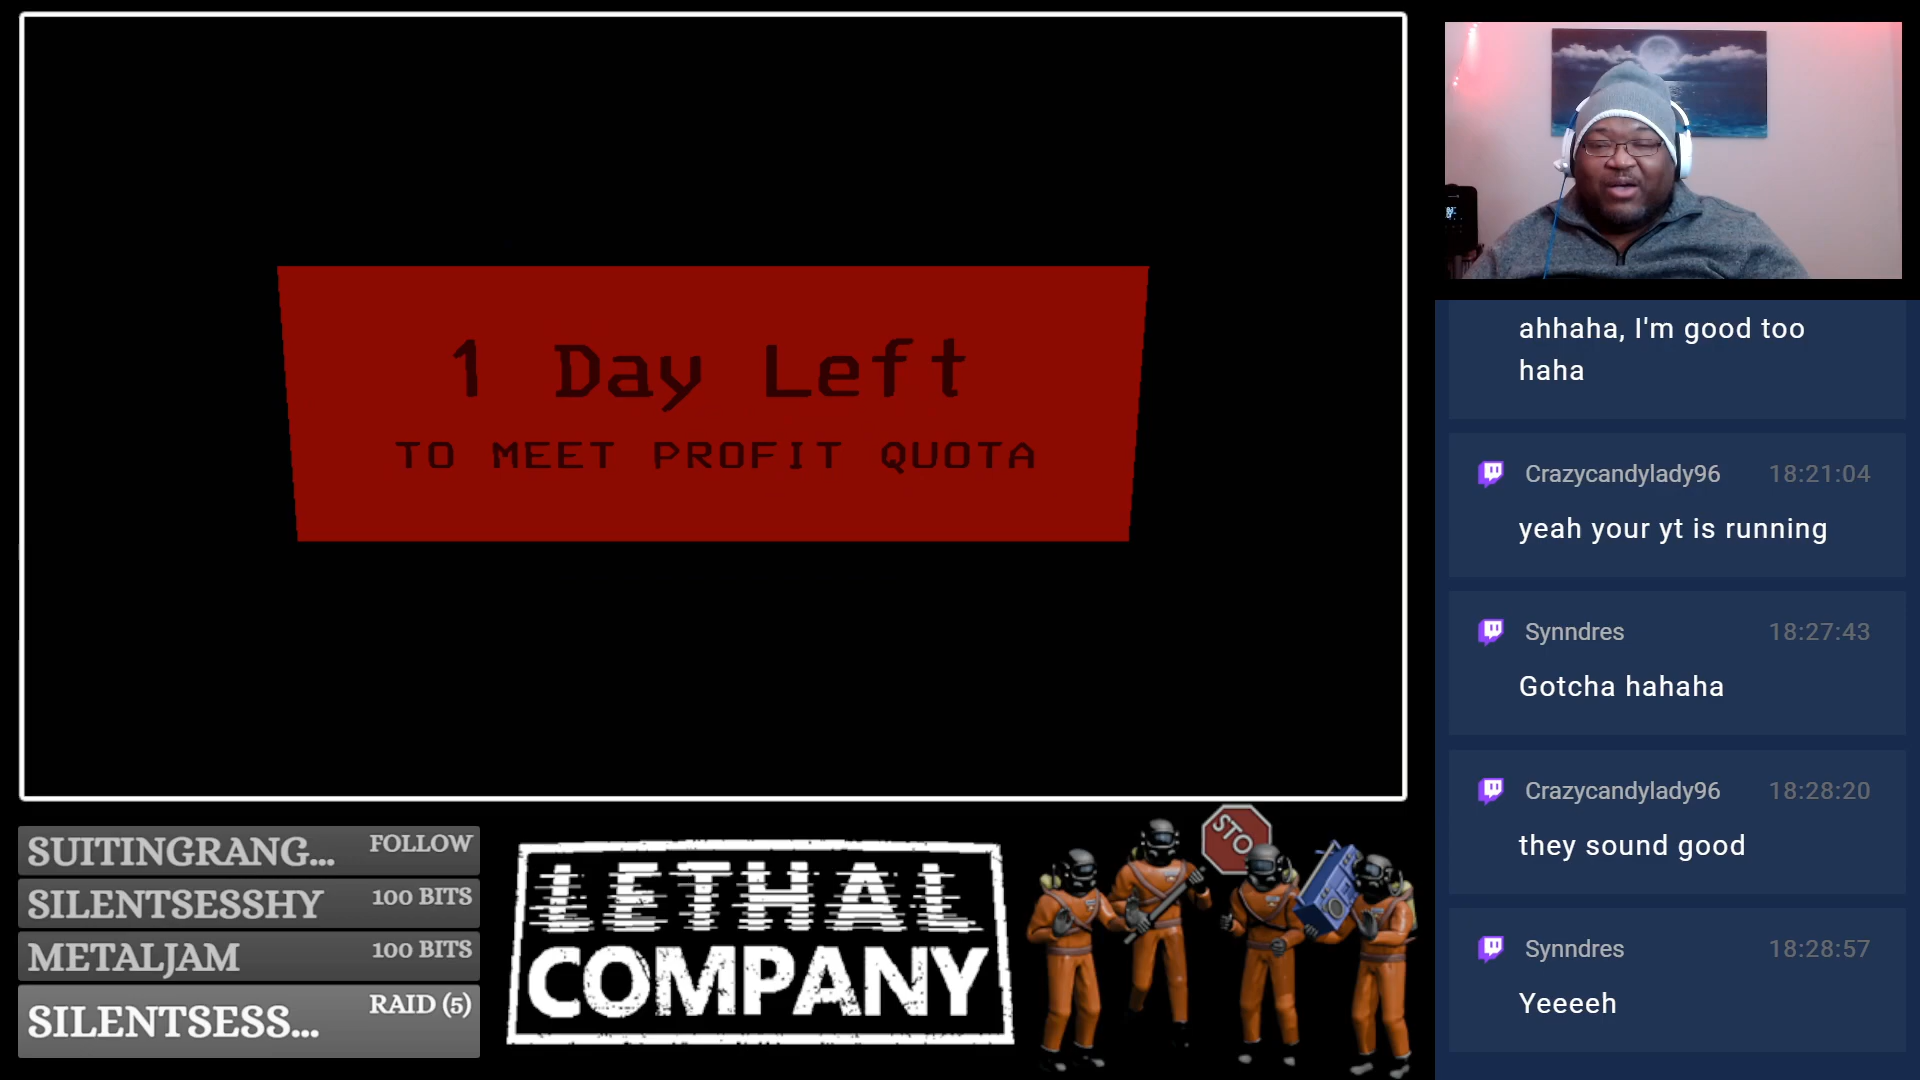 1 Day Left
TO MEET PROFIT QUOTA
ahhaha, I'm good too
haha
Crazycandylady96 18:21:04
yeah your yt is running
Synndres 18:27:43
Gotcha hahaha
Crazycandylady96 18:28:20
they sound good
Synndres 18:28:57
Yeeeeh
SUITINGRANG... FOLLOW
SILENTSESSHY 100 BITS
METALJAM 100 BITS
SILENTSESS... RAID (5)
LETHAL
COMPANY
STO